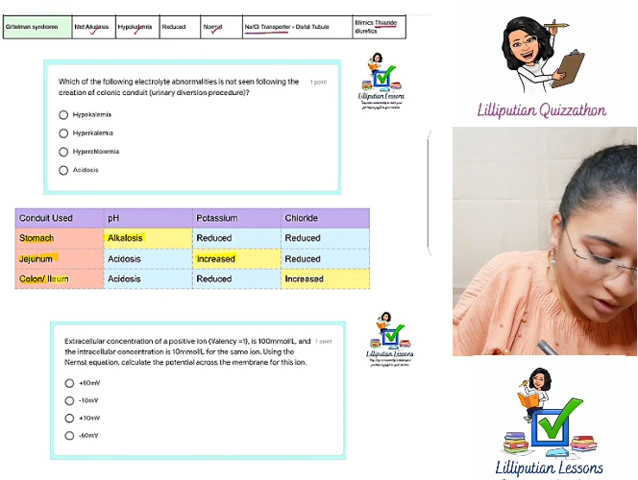 Gitelman syndrome Met Alkalosis Hypokalemia Reduced Normal NaCl Transporter - Distal Tubule Mimics Thiazide diuretics
Which of the following electrolyte abnormalities is not seen following the 1 point
creation of colonic conduit (urinary diversion procedure)?
Hypokalemia
Hyperkalemia
Hyperchloremia
Acidosis
Lilliputian Lessons
Lilliputian Quizzathon
Conduit Used pH Potassium Chloride
Stomach Alkalosis Reduced Reduced
Jejunum Acidosis Increased Reduced
Colon/ Ileum Acidosis Reduced Increased
Extracellular concentration of a positive ion (Valency =1), is 100mmol/L, and 1 point
the intracellular concentration is 10mmol/L for the same ion. Using the
Nernst equation, calculate the potential across the membrane for this ion.
+60mV
-10mV
+10mV
-60mV
Lilliputian Lessons
Lilliputian Lessons